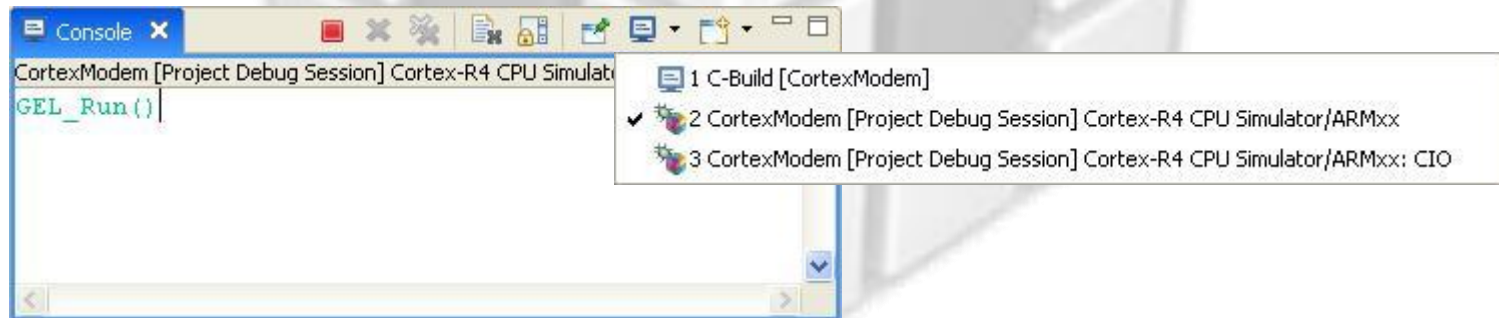 Console
CortexModem [Project Debug Session] Cortex-R4 CPU Simulat
GEL_Run()
1 C-Build [CortexModem]
2 CortexModem [Project Debug Session] Cortex-R4 CPU Simulator/ARMxx
3 CortexModem [Project Debug Session] Cortex-R4 CPU Simulator/ARMxx: CIO